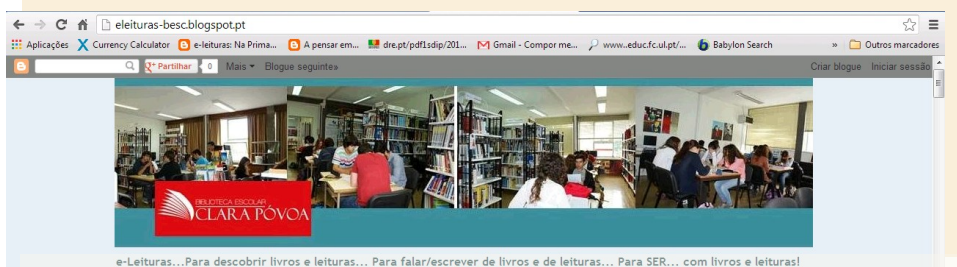 eleituras-besc.blogspot.pt
Aplicações Currency Calculator e-leituras: Na Prima... A pensar em... dre.pt/pdf1sdip/201... Gmail - Compor me... www..educ.fc.ul.pt/... Babylon Search » Outros marcadores
g+ Partilhar 0 Mais Blogue seguinte» Criar blogue Iniciar sessão
BIBLIOTECA ESCOLAR
CLARA PÓVOA
e-Leituras...Para descobrir livros e leituras... Para falar/escrever de livros e de leituras... Para SER... com livros e leituras!